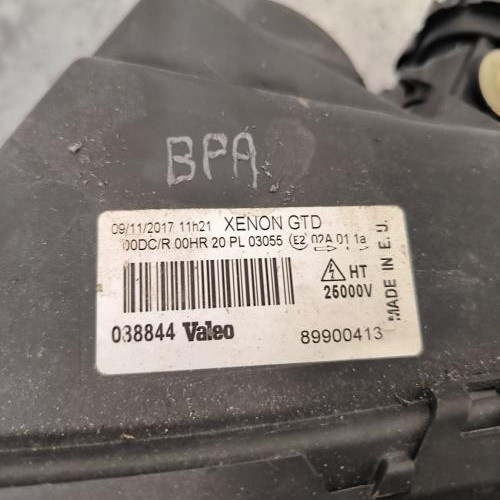 BPA
09/11/2017 11h21 XENON GTD
00DC/R 00HR 20 PL 03055 E2 02A 01 1a
HT
25000V
MADE IN E.U.
038844 Valeo
89900413